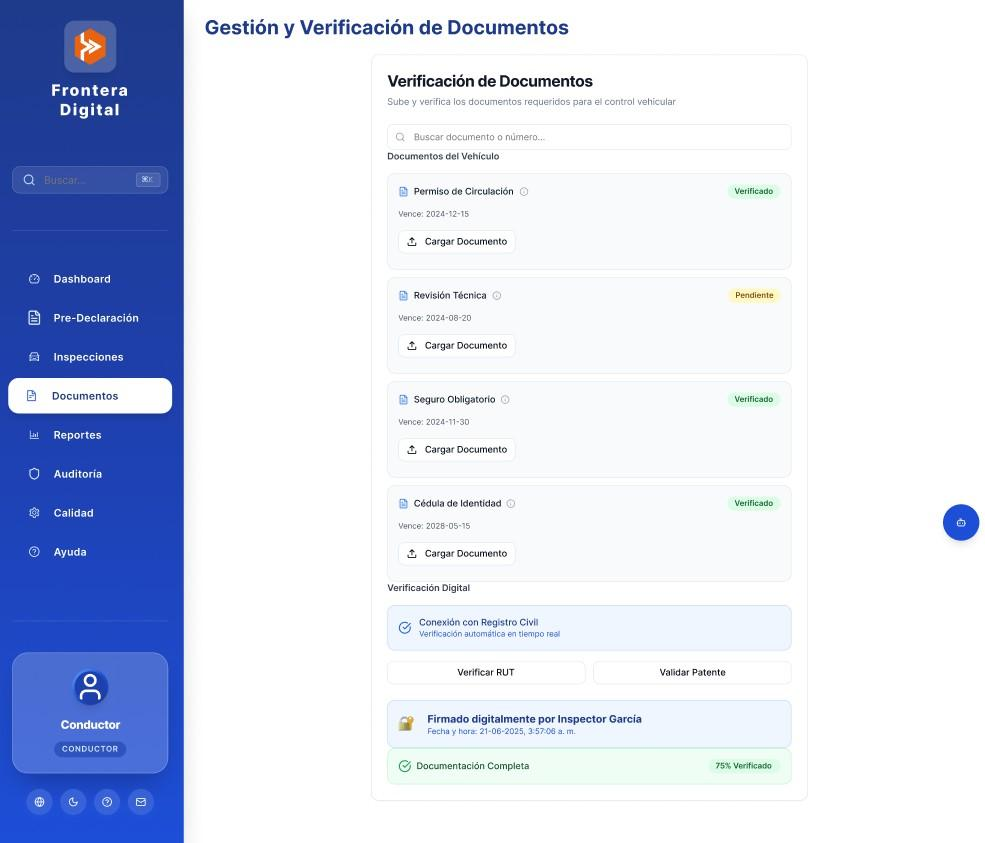 Frontera
Digital
Buscar...
⌘K
Dashboard
Pre-Declaración
Inspecciones
Documentos
Reportes
Auditoría
Calidad
Ayuda
Conductor
CONDUCTOR
Gestión y Verificación de Documentos
Verificación de Documentos
Sube y verifica los documentos requeridos para el control vehicular
Buscar documento o número...
Documentos del Vehículo
Permiso de Circulación
Verificado
Vence: 2024-12-15
Cargar Documento
Revisión Técnica
Pendiente
Vence: 2024-08-20
Cargar Documento
Seguro Obligatorio
Verificado
Vence: 2024-11-30
Cargar Documento
Cédula de Identidad
Verificado
Vence: 2028-05-15
Cargar Documento
Verificación Digital
Conexión con Registro Civil
Verificación automática en tiempo real
Verificar RUT
Validar Patente
Firmado digitalmente por Inspector García
Fecha y hora: 21-06-2025, 3:57:06 a. m.
Documentación Completa
75% Verificado